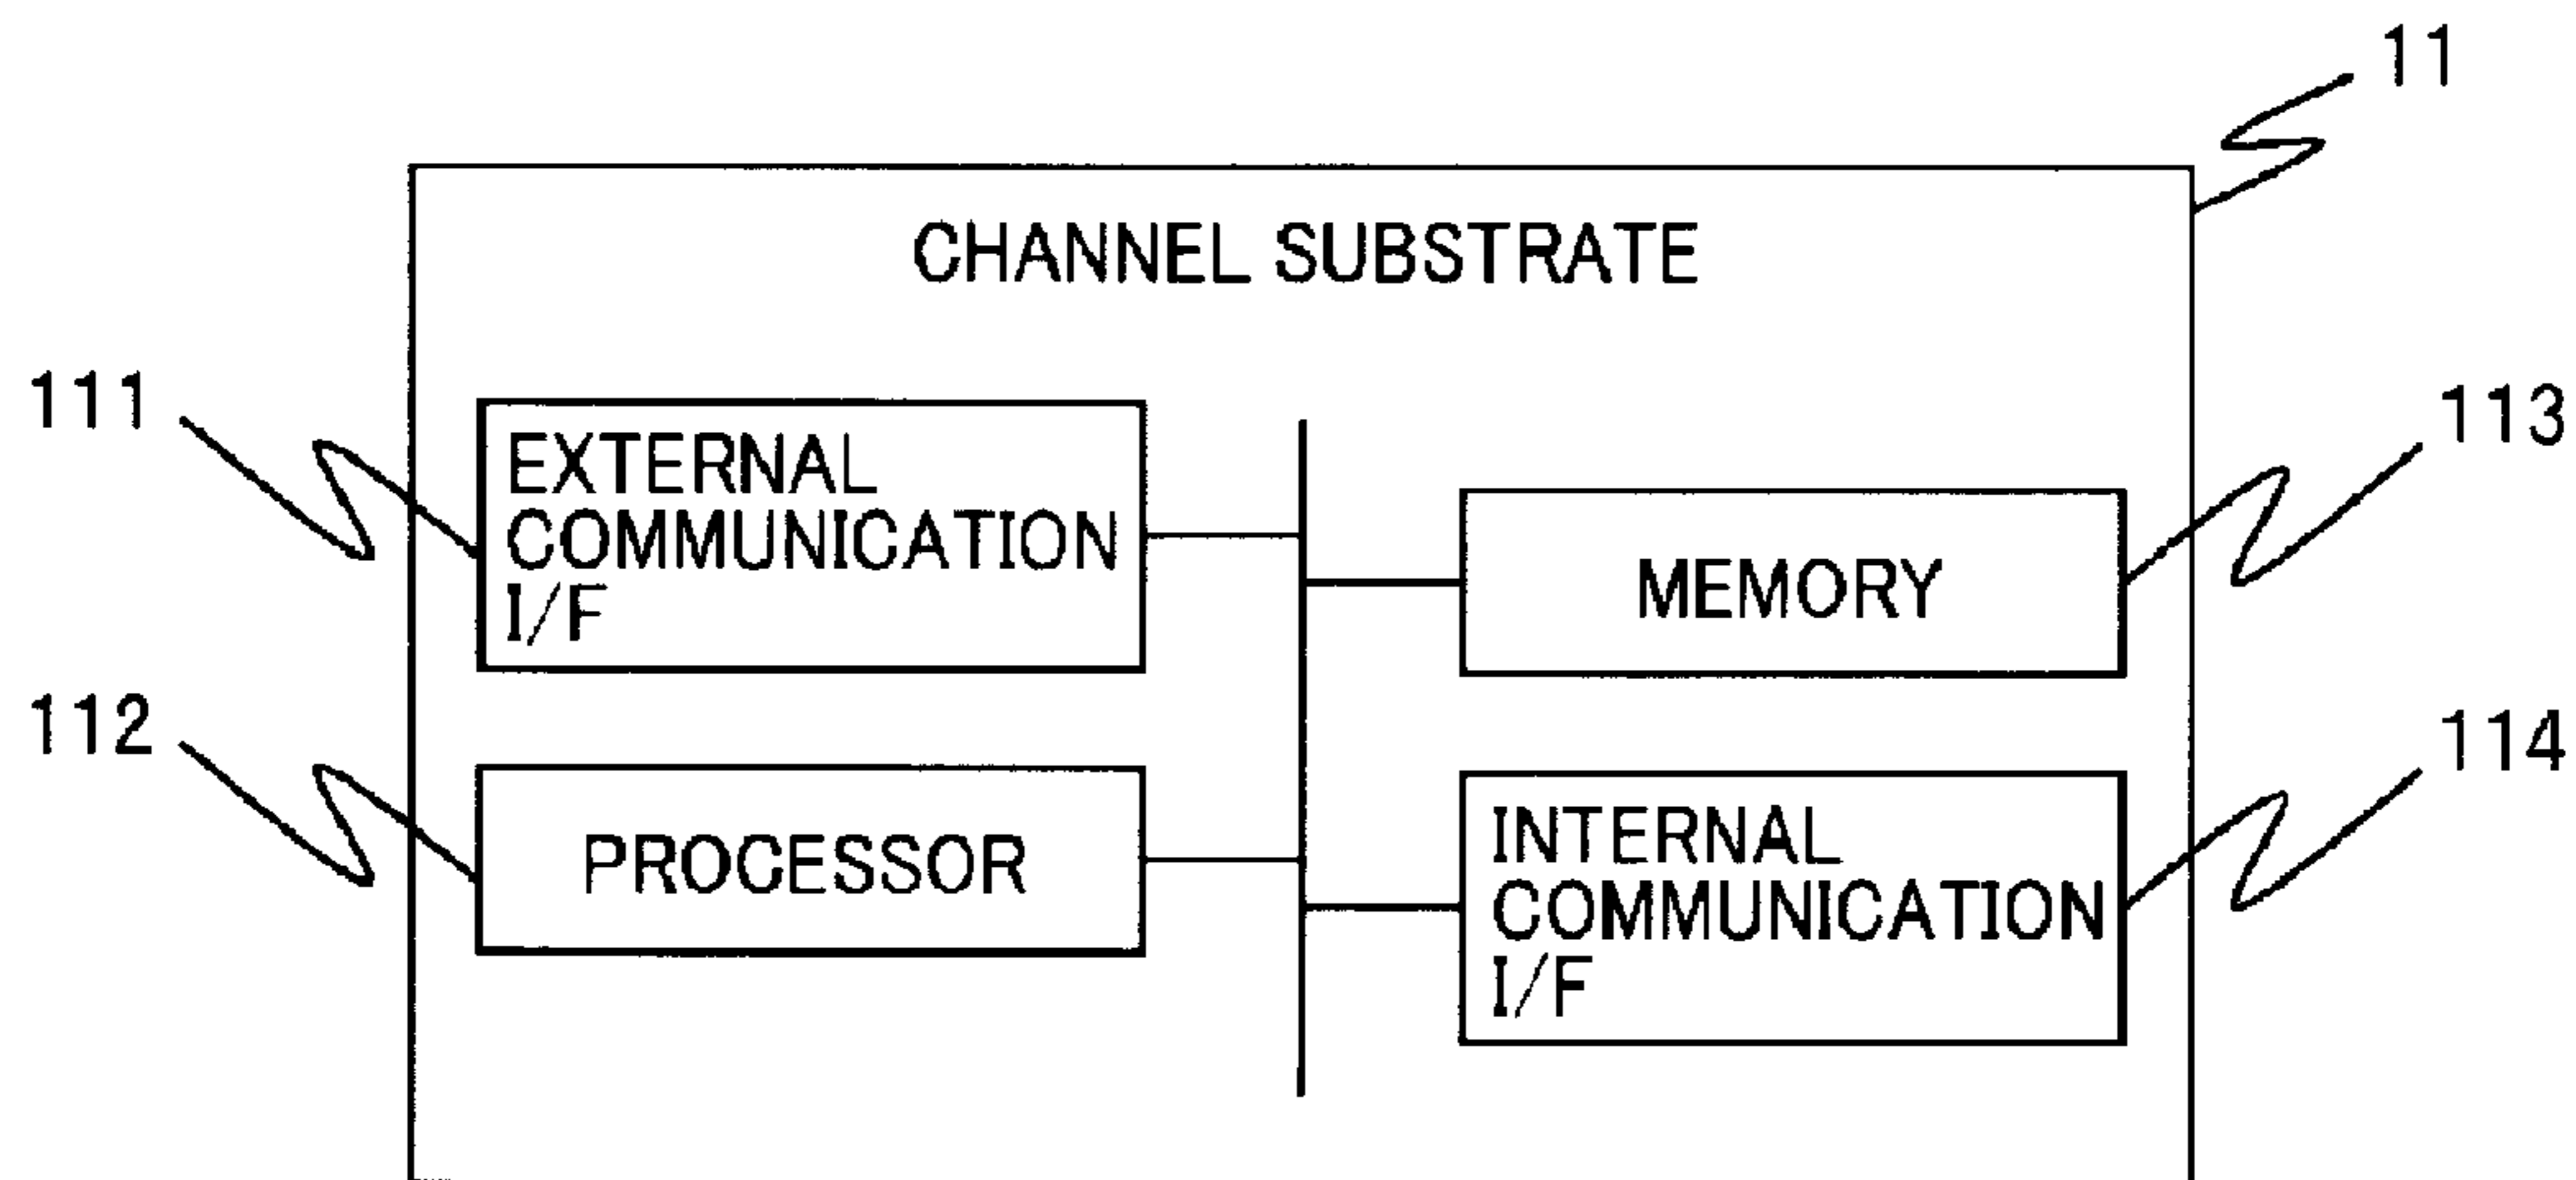 11
CHANNEL SUBSTRATE
111
EXTERNAL
COMMUNICATION
I/F
113
MEMORY
112
PROCESSOR
114
INTERNAL
COMMUNICATION
I/F